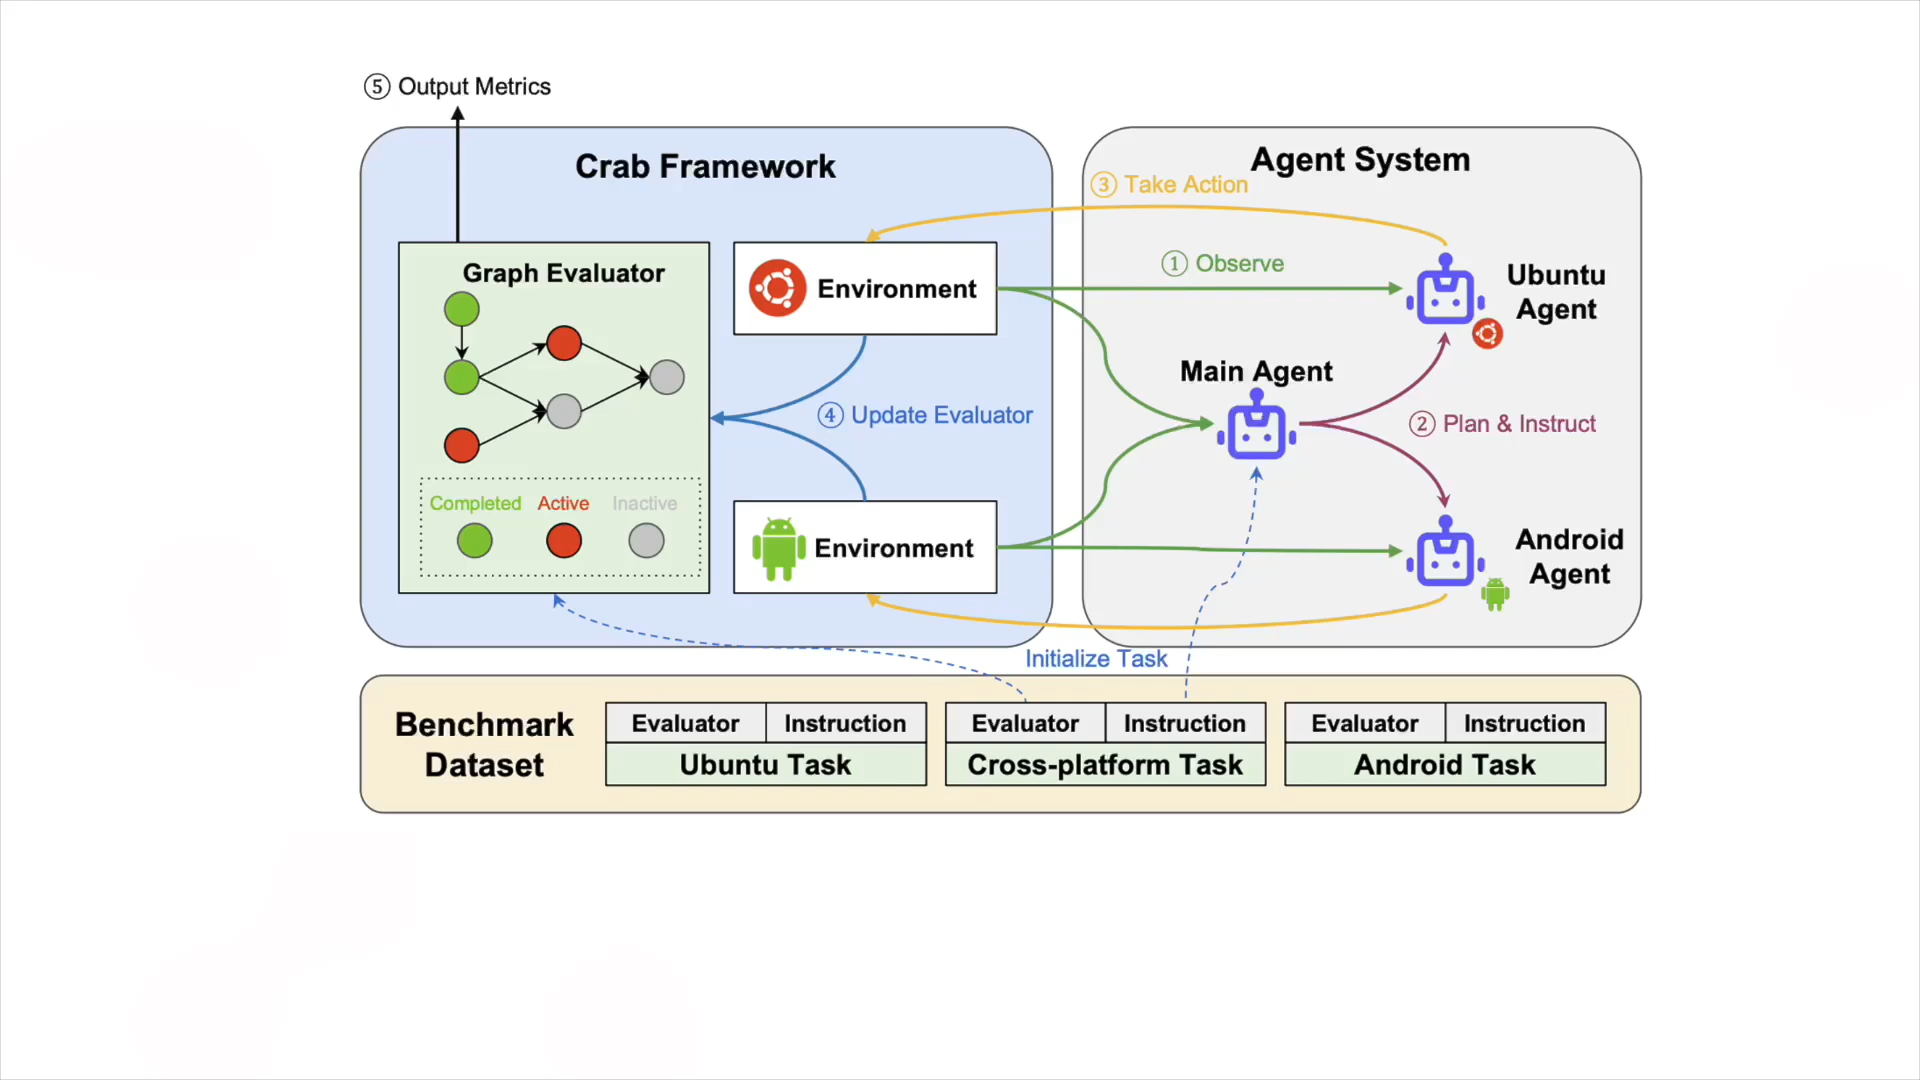 ⑤ Output Metrics
Crab Framework
Agent System
③ Take Action
Graph Evaluator
Environment
① Observe
Ubuntu
Agent
Main Agent
④ Update Evaluator
② Plan & Instruct
Completed Active Inactive
Environment
Android
Agent
Initialize Task
Benchmark
Dataset
Evaluator Instruction
Ubuntu Task
Evaluator Instruction
Cross-platform Task
Evaluator Instruction
Android Task